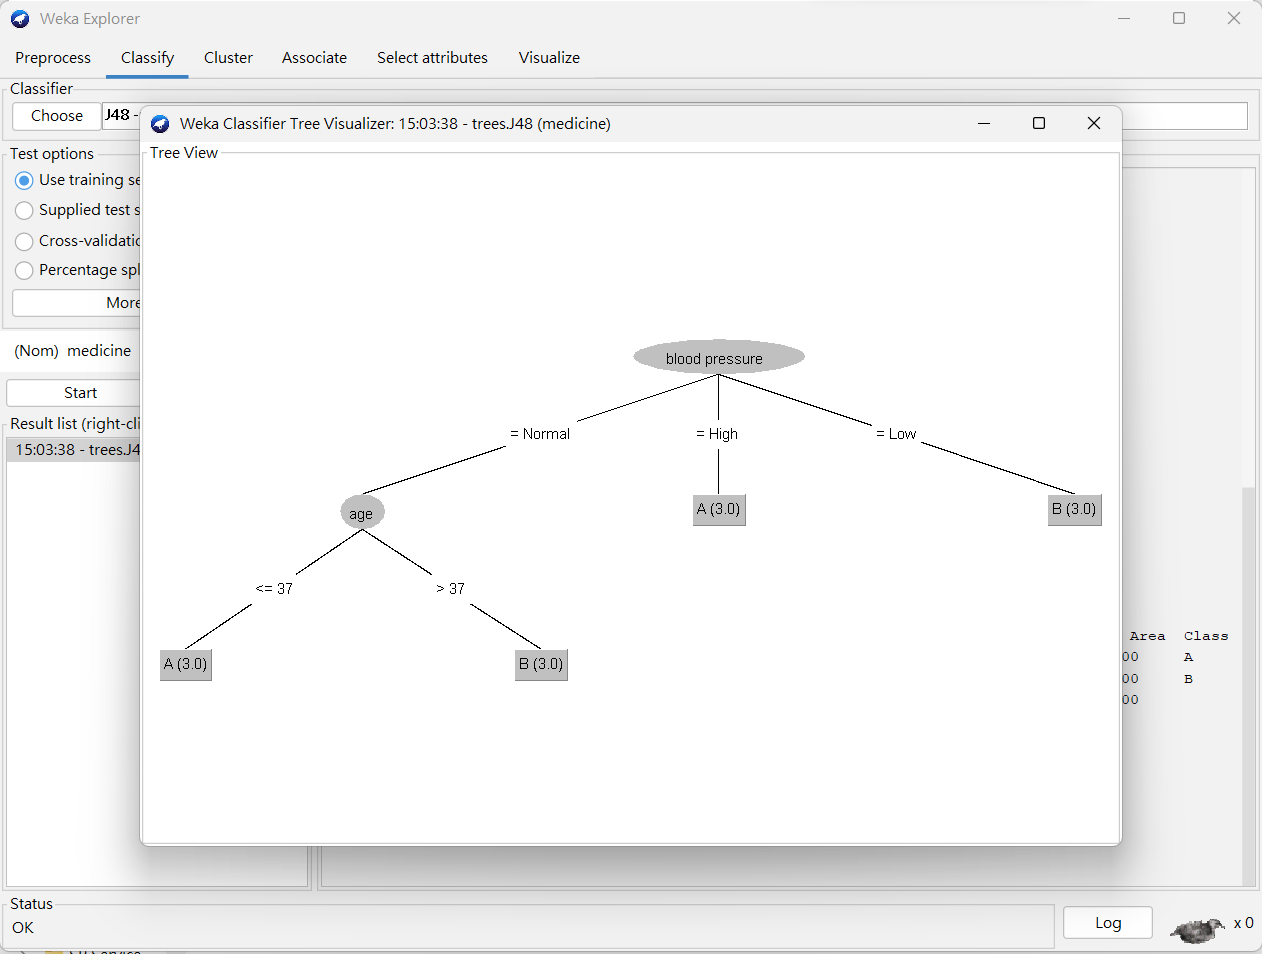 Weka Explorer
Preprocess Classify Cluster Associate Select attributes Visualize
Classifier
Choose J48 -
Weka Classifier Tree Visualizer: 15:03:38 - trees.J48 (medicine)
Tree View
Test options
Use training se
Supplied test s
Cross-validatio
Percentage spl
More
(Nom) medicine
Start
Result list (right-cli
15:03:38 - trees.J4
blood pressure
= Normal = High = Low
age A (3.0) B (3.0)
<= 37 > 37
A (3.0) B (3.0)
Area Class
00 A
00 B
00
Status
OK
Log x 0